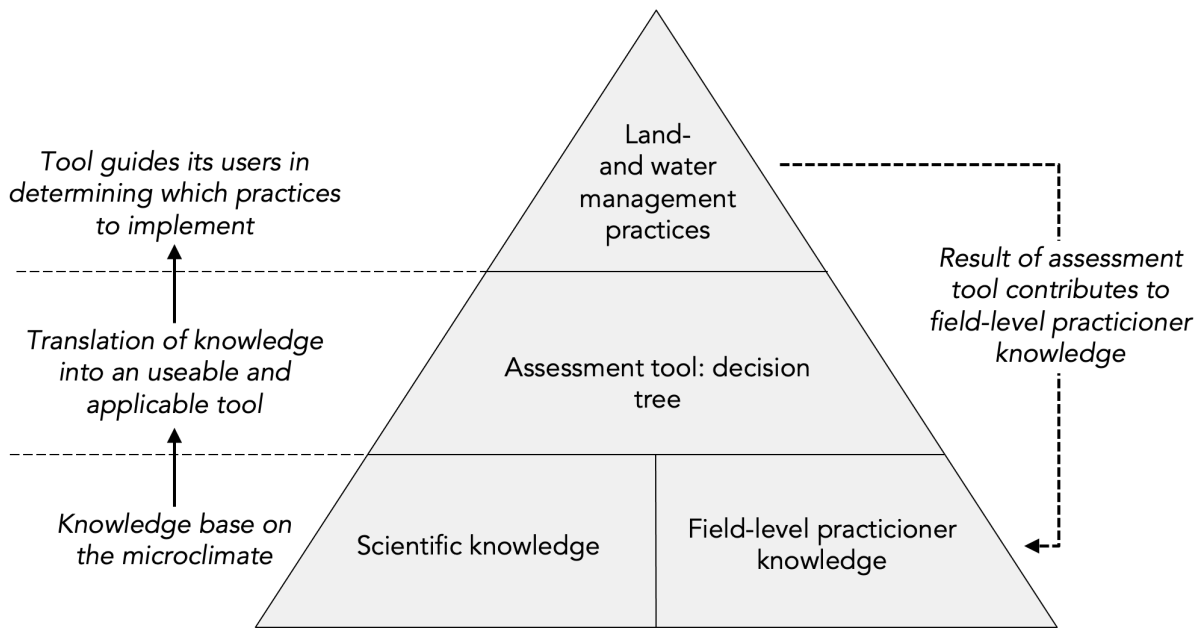 Land-
and water
management
practices
Tool guides its users in
determining which practices
to implement
Result of assessment
tool contributes to
field-level practicioner
knowledge
Translation of knowledge
into an useable and
applicable tool
Assessment tool: decision
tree
Knowledge base on
the microclimate
Scientific knowledge
Field-level practicioner
knowledge